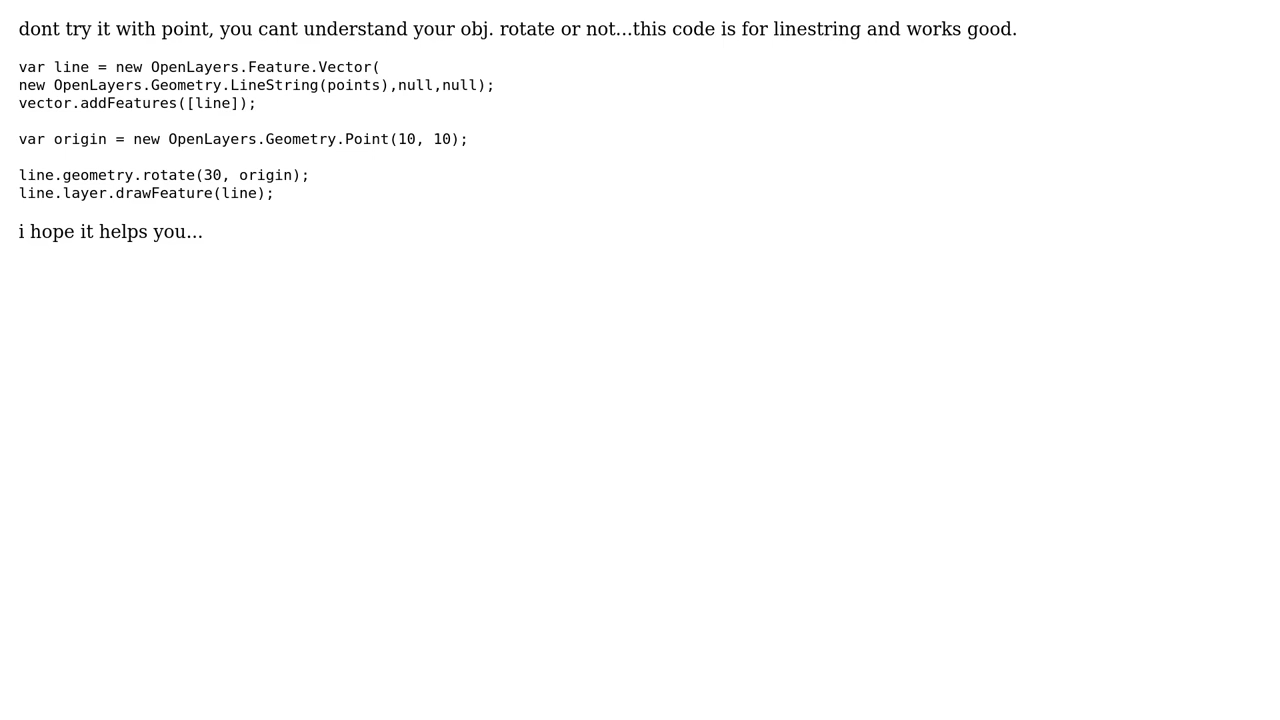 dont try it with point, you cant understand your obj. rotate or not...this code is for linestring and works good.
var line = new OpenLayers.Feature.Vector(
new OpenLayers.Geometry.LineString(points),null,null);
vector.addFeatures([line]);
var origin = new OpenLayers.Geometry.Point(10, 10);
line.geometry.rotate(30, origin);
line.layer.drawFeature(line);
i hope it helps you...